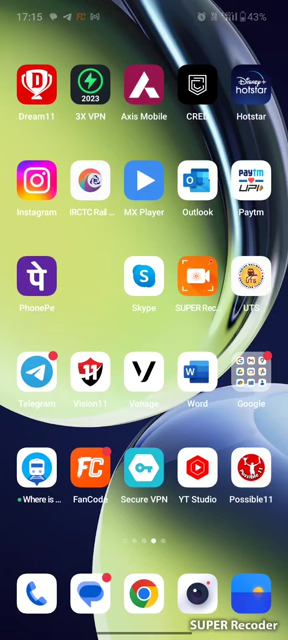 17:15
43%
Dream11
3X VPN
2023
Axis Mobile
CRED
Disney+
hotstar
Hotstar
Instagram
IRCTC Rail ...
MX Player
Outlook
Paytm
UPI
Paytm
पे
PhonePe
Skype
SUPER Rec...
UTS
UTS
Telegram
11
Vision11
Vonage
W
Word
Google
Where is ...
FC
FanCode
Secure VPN
YT Studio
Possible11
SUPER Recoder